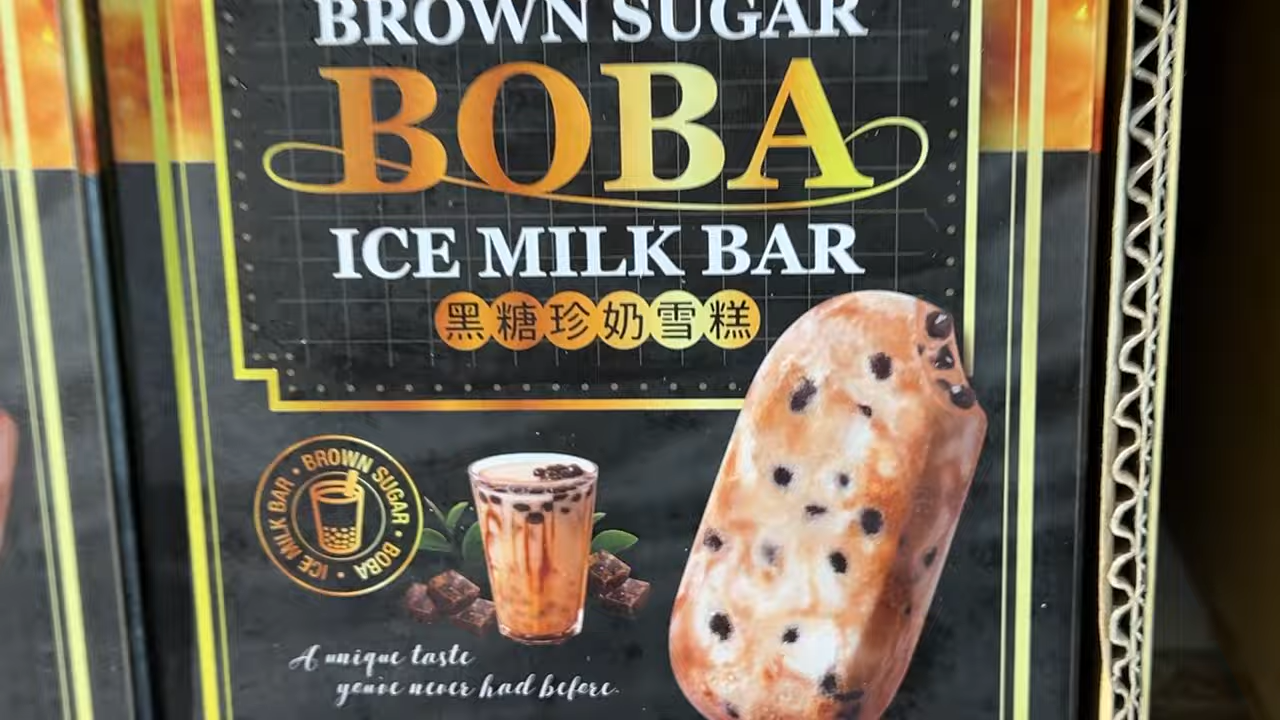 BROWN SUGAR
BOBA
ICE MILK BAR
黑糖珍奶雪糕
BROWN SUGAR • BOBA • ICE MILK BAR •
A unique taste
you've never had before.